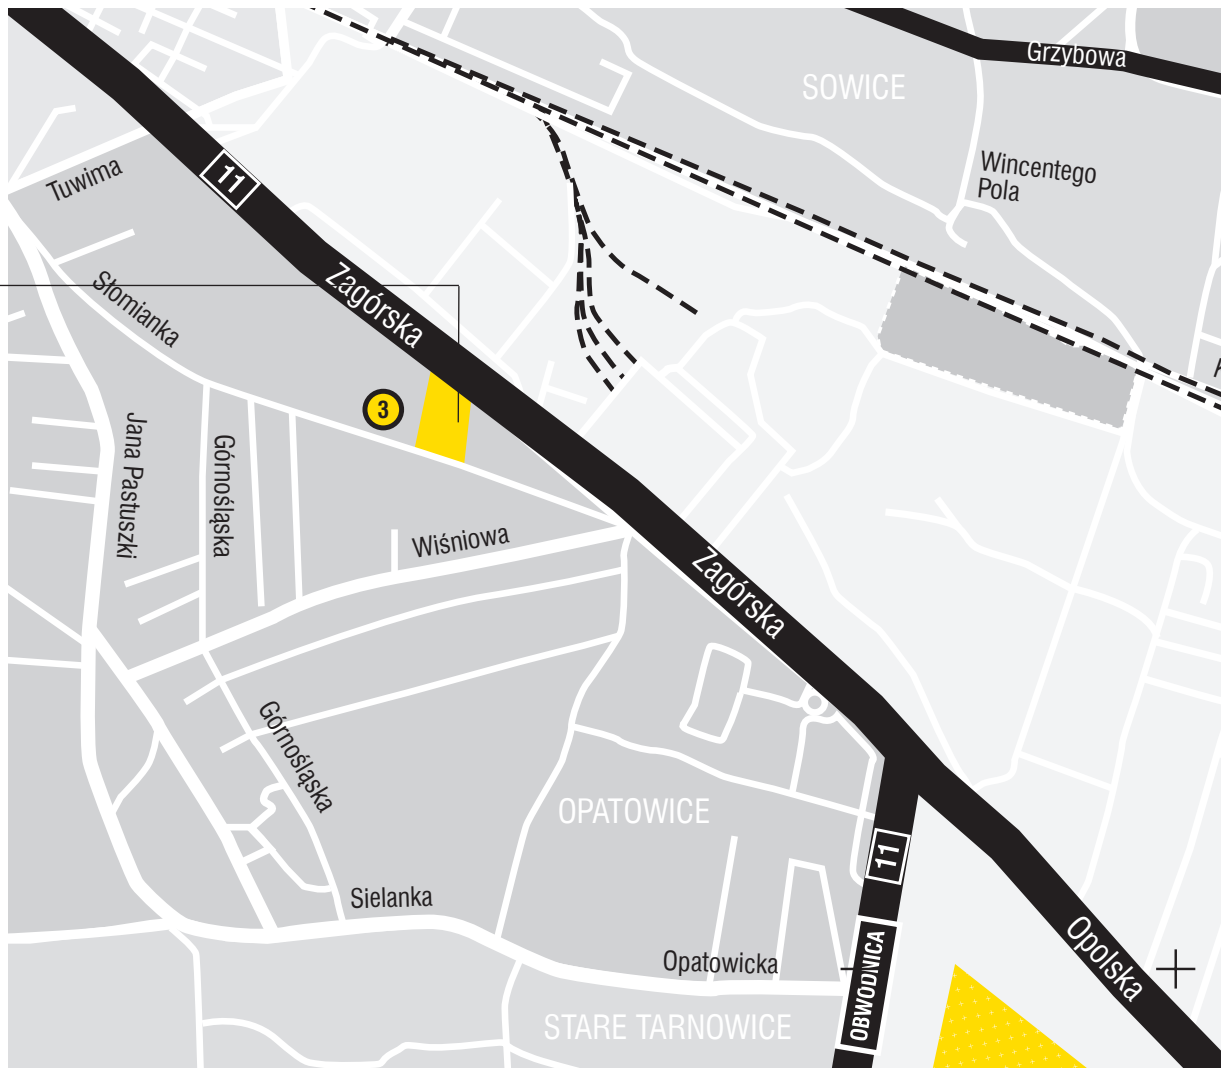 Grzybowa
SOWICE
Wincentego
Pola
Tuwima
11
Słomianka
Zagórska
3
Jana Pastuszki
Górnośląska
Wiśniowa
Zagórska
Górnośląska
OPATOWICE
11
Sielanka
Opatowicka
OBWODNICA
Opolska
STARE TARNOWICE